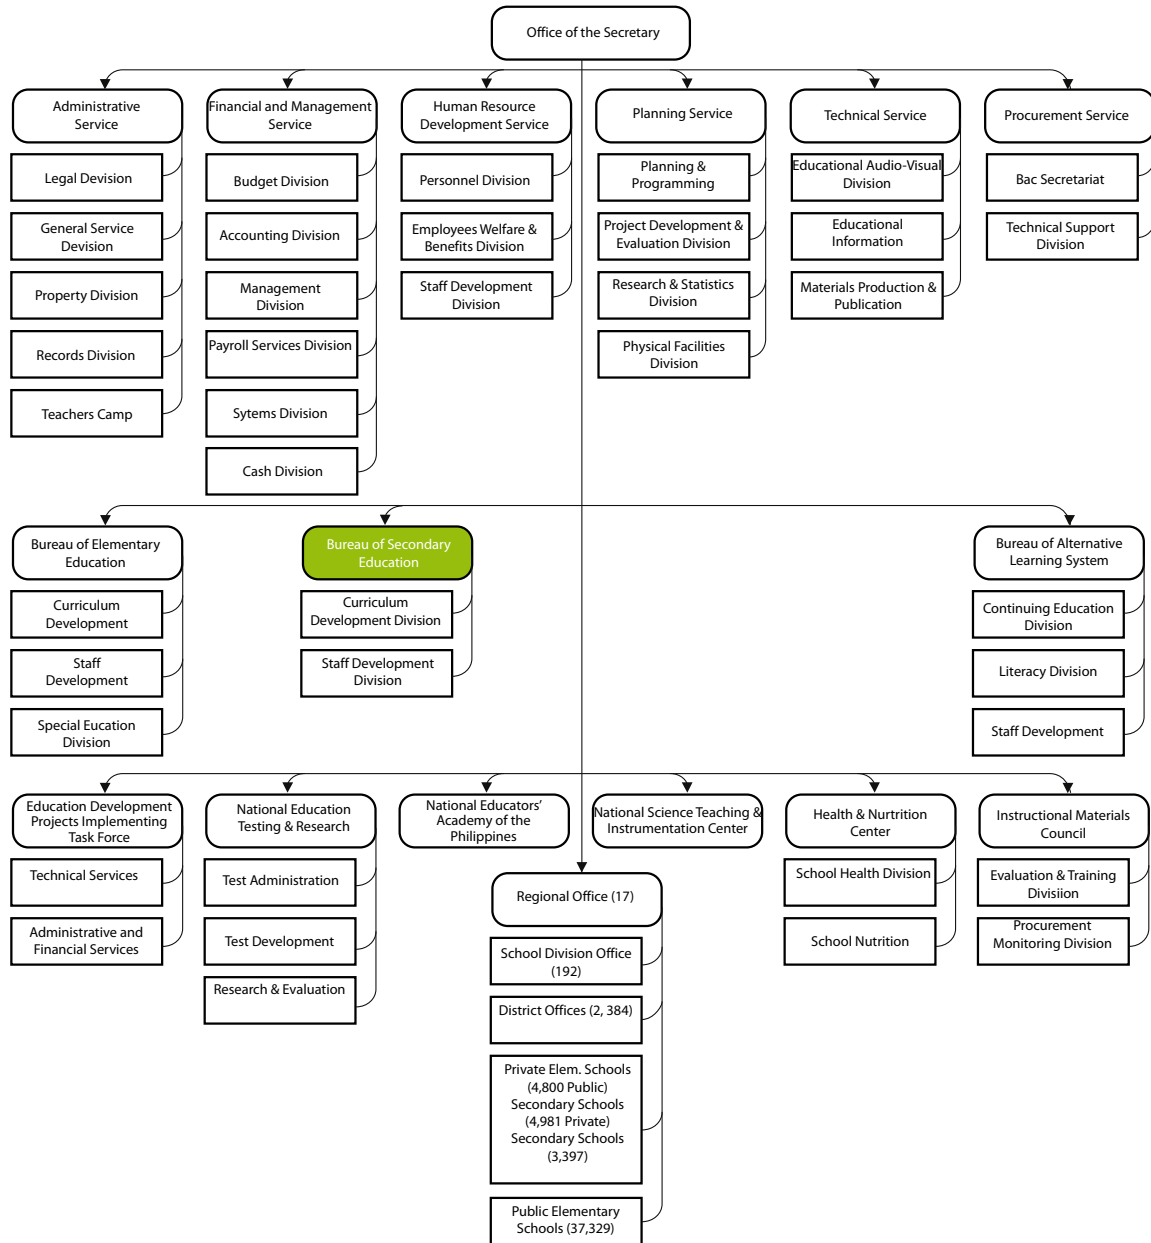 Office of the Secretary
Administrative
Service
Legal Devision
General Service
Devision
Property Division
Records Division
Teachers Camp
Financial and Management
Service
Budget Division
Accounting Division
Management
Division
Payroll Services Division
Sytems Division
Cash Division
Human Resource
Development Service
Personnel Division
Employees Welfare &
Benefits Division
Staff Development
Division
Planning Service
Planning &
Programming
Project Development &
Evaluation Division
Research & Statistics
Division
Physical Facilities
Division
Technical Service
Educational Audio-Visual
Division
Educational
Information
Materials Production &
Publication
Procurement Service
Bac Secretariat
Technical Support
Division
Bureau of Elementary
Education
Curriculum
Development
Staff
Development
Special Eucation
Division
Bureau of Secondary
Education
Curriculum
Development Division
Staff Development
Division
Bureau of Alternative
Learning System
Continuing Education
Division
Literacy Division
Staff Development
Education Development
Projects Implementing
Task Force
Technical Services
Administrative and
Financial Services
National Education
Testing & Research
Test Administration
Test Development
Research & Evaluation
National Educators’
Academy of the
Philippines
National Science Teaching &
Instrumentation Center
Health & Nurtrition
Center
School Health Division
School Nutrition
Instructional Materials
Council
Evaluation & Training
Divisiion
Procurement
Monitoring Division
Regional Office (17)
School Division Office
(192)
District Offices (2, 384)
Private Elem. Schools
(4,800 Public)
Secondary Schools
(4,981 Private)
Secondary Schools
(3,397)
Public Elementary
Schools (37,329)